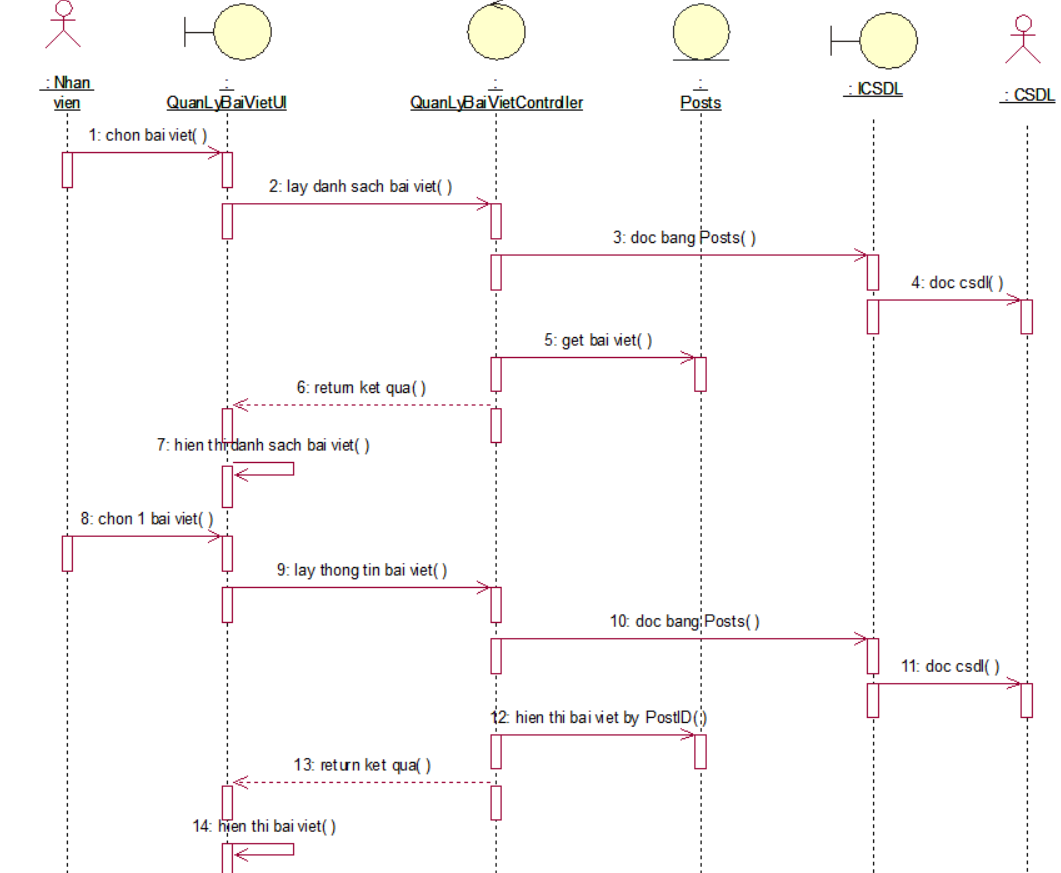 : Nhan
vien
:
QuanLyBaiVietUI
:
QuanLyBaiVietController
:
Posts
: ICSDL
: CSDL
1: chon bai viet( )
2: lay danh sach bai viet( )
3: doc bang Posts( )
4: doc csdl( )
5: get bai viet( )
6: return ket qua( )
7: hien thi danh sach bai viet( )
8: chon 1 bai viet( )
9: lay thong tin bai viet( )
10: doc bang Posts( )
11: doc csdl( )
12: hien thi bai viet by PostID( )
13: return ket qua( )
14: hien thi bai viet( )